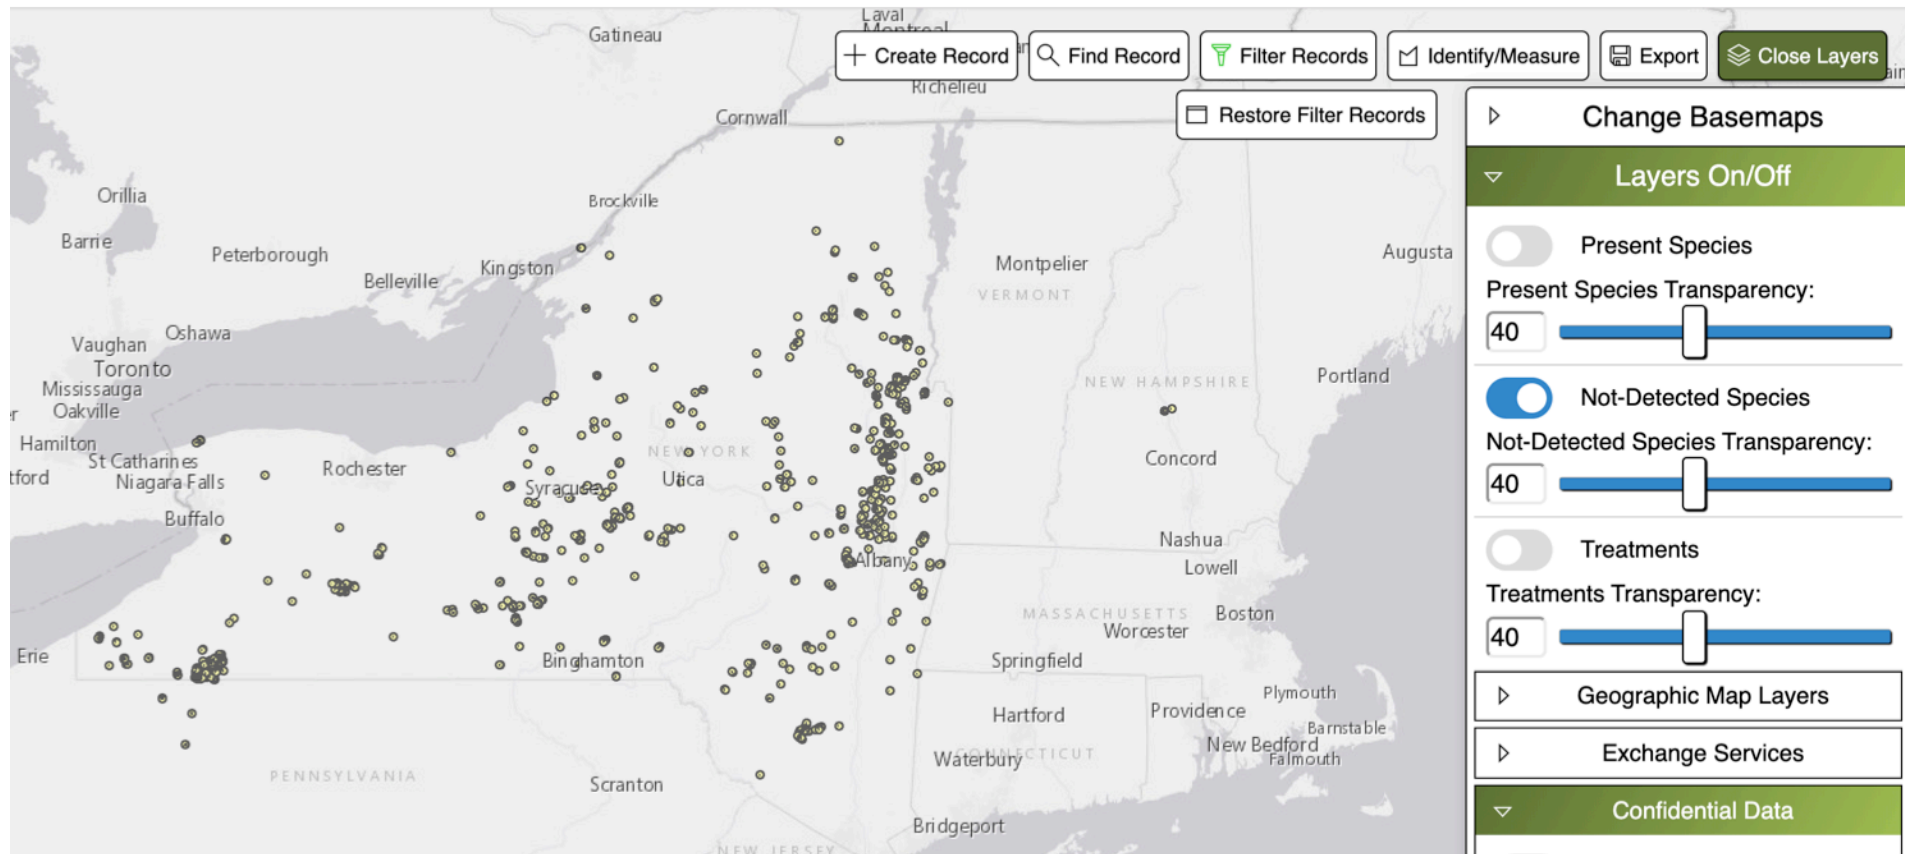 Laval
Montreal
Gatineau
Create Record
Find Record
Filter Records
Identify/Measure
Export
Close Layers
Richelieu
Restore Filter Records
Cornwall
Change Basemaps
Layers On/Off
Orillia
Brockville
Barrie
Peterborough
Kingston
Belleville
Montpelier
VERMONT
Augusta
Present Species
Present Species Transparency:
40
Oshawa
Vaughan
Toronto
Mississauga
Oakville
Hamilton
St Catharines
Niagara Falls
Rochester
Buffalo
NEW YORK
Utica
Syracuse
NEW HAMPSHIRE
Portland
Concord
Not-Detected Species
Not-Detected Species Transparency:
40
Nashua
Lowell
Albany
Treatments
Treatments Transparency:
40
MASSACHUSETTS
Boston
Worcester
Erie
Binghamton
Springfield
Plymouth
Hartford
Providence
Barnstable
New Bedford
Falmouth
Waterbury
CONNECTICUT
Geographic Map Layers
Exchange Services
PENNSYLVANIA
Scranton
Confidential Data
Bridgeport
NEW JERSEY